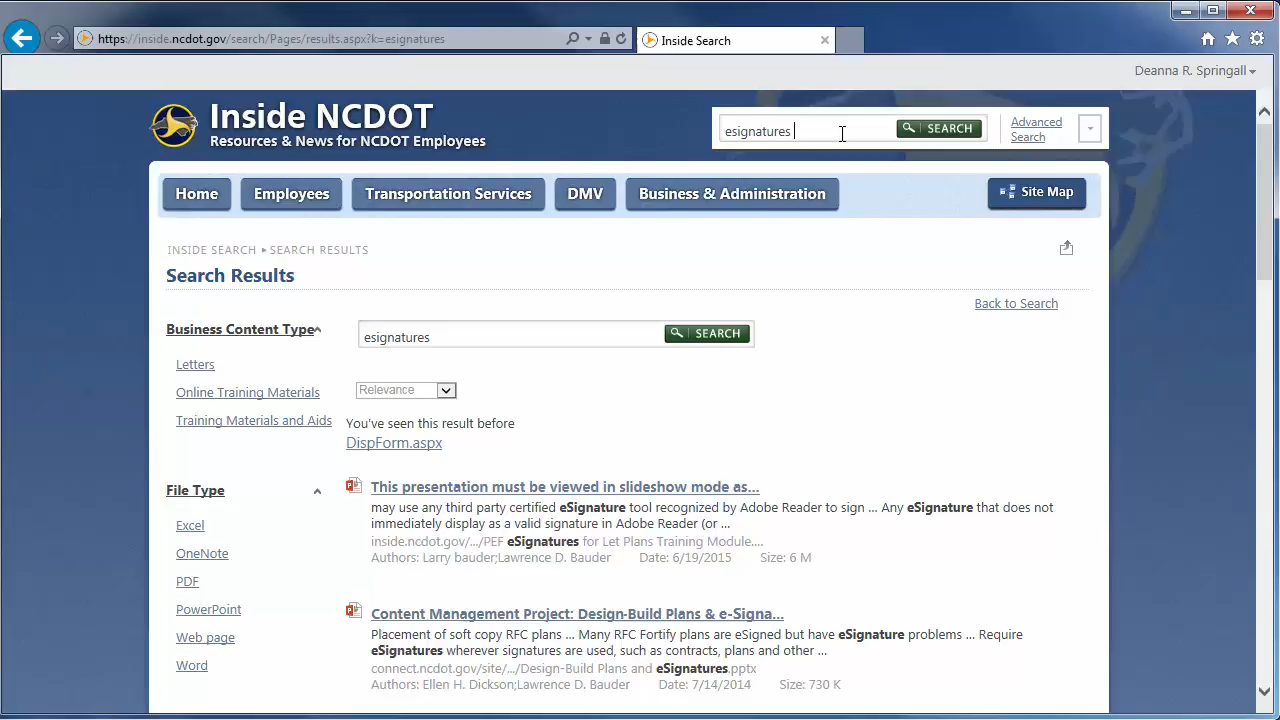 https://inside.ncdot.gov/search/Pages/results.aspx?k=esignatures
Inside Search
Deanna R. Springall
Inside NCDOT
Resources & News for NCDOT Employees
esignatures
SEARCH
Advanced Search
Home
Employees
Transportation Services
DMV
Business & Administration
Site Map
INSIDE SEARCH ▸ SEARCH RESULTS
Search Results
Back to Search
Business Content Type
Letters
Online Training Materials
Training Materials and Aids
File Type
Excel
OneNote
PDF
PowerPoint
Web page
Word
esignatures
SEARCH
Relevance
You've seen this result before
DispForm.aspx
This presentation must be viewed in slideshow mode as...
may use any third party certified eSignature tool recognized by Adobe Reader to sign ... Any eSignature that does not
immediately display as a valid signature in Adobe Reader (or ...
inside.ncdot.gov/.../PEF eSignatures for Let Plans Training Module....
Authors: Larry bauder;Lawrence D. Bauder Date: 6/19/2015 Size: 6 M
Content Management Project: Design-Build Plans & e-Signa...
Placement of soft copy RFC plans ... Many RFC Fortify plans are eSigned but have eSignature problems ... Require
eSignatures wherever signatures are used, such as contracts, plans and other ...
connect.ncdot.gov/site/.../Design-Build Plans and eSignatures.pptx
Authors: Ellen H. Dickson;Lawrence D. Bauder Date: 7/14/2014 Size: 730 K